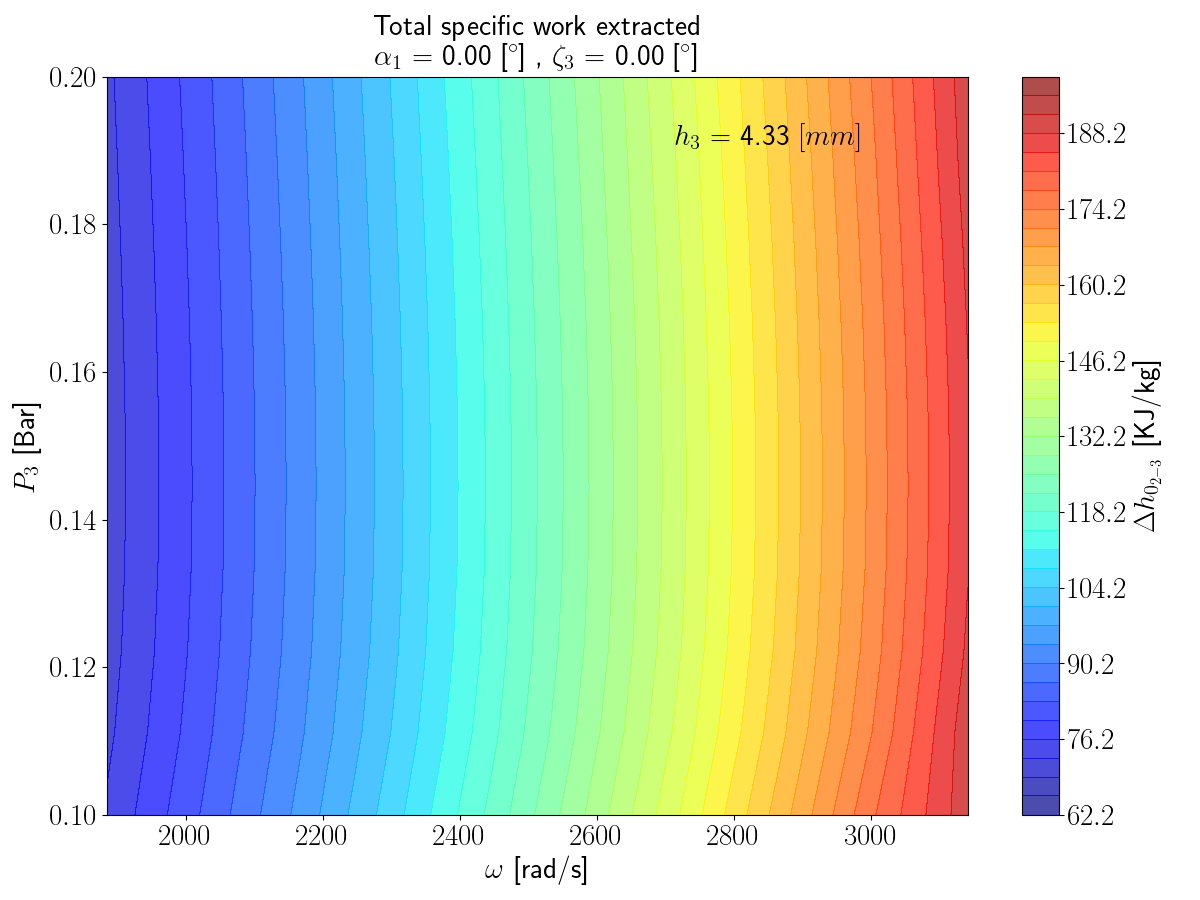 Total specific work extracted
α₁ = 0.00 [°] , ζ₃ = 0.00 [°]
h₃ = 4.33 [mm]
0.20
0.18
0.16
0.14
0.12
0.10
P₃ [Bar]
2000 2200 2400 2600 2800 3000
ω [rad/s]
188.2
174.2
160.2
146.2
132.2
118.2
104.2
90.2
76.2
62.2
Δh₀₂₋₃ [KJ/kg]